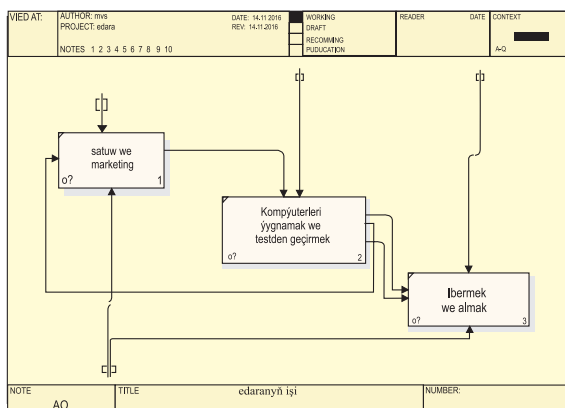 VIED AT:
AUTHOR: mvs
PROJECT: edara
NOTES 1 2 3 4 5 6 7 8 9 10
DATE: 14.11.2016
REV: 14.11.2016
WORKING
DRAFT
RECOMMING
PUDUCATION
READER DATE
CONTEXT
A-Q
satuw we
marketing
o? 1
Kompýuterleri
ýygnamak we
testden geçirmek
o? 2
Ibermek
we almak
o? 3
NOTE
AO
TITLE
edaranyň işi
NUMBER: